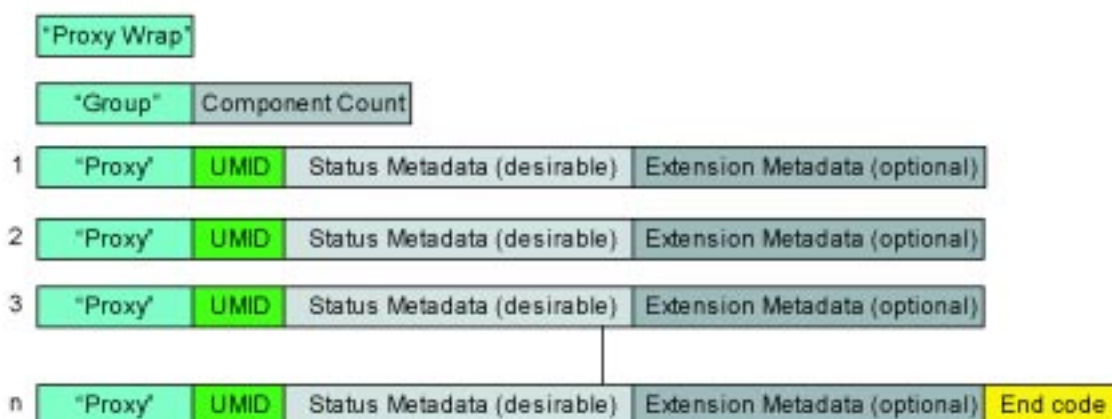 "Proxy Wrap"
"Group" Component Count
1 "Proxy" UMID Status Metadata (desirable) Extension Metadata (optional)
2 "Proxy" UMID Status Metadata (desirable) Extension Metadata (optional)
3 "Proxy" UMID Status Metadata (desirable) Extension Metadata (optional)
n "Proxy" UMID Status Metadata (desirable) Extension Metadata (optional) End code